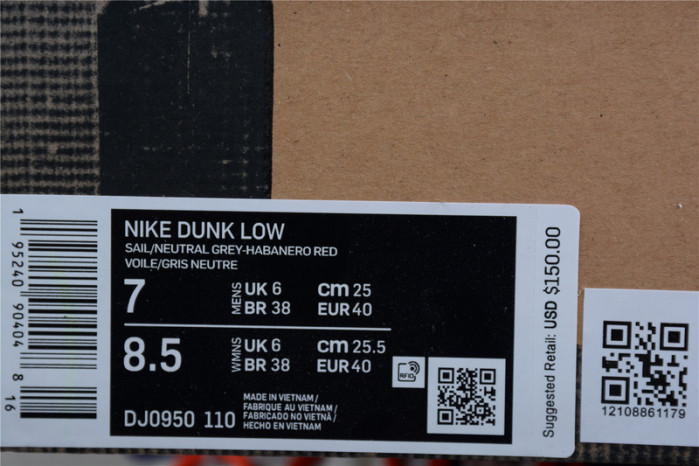 NIKE DUNK LOW
SAIL/NEUTRAL GREY-HABANERO RED
VOILE/GRIS NEUTRE
7 MENS UK 6 cm 25
BR 38 EUR 40
8.5 WMNS UK 6 cm 25.5
BR 38 EUR 40
RFID
DJ0950 110
MADE IN VIETNAM /
FABRIQUE AU VIETNAM /
FABRICADO NO VIETNÃ /
HECHO EN VIETNAM
1 95240 90404 8 16
Suggested Retail: USD $150.00
12108861179